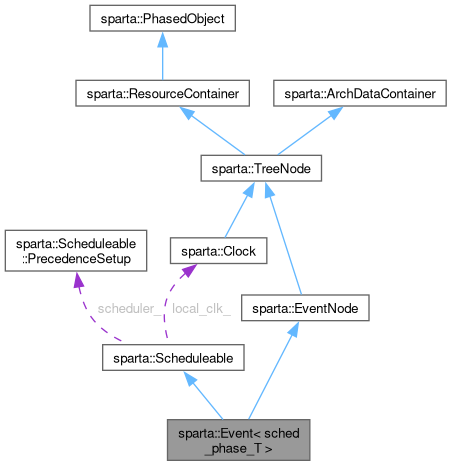 sparta::PhasedObject
sparta::ResourceContainer
sparta::ArchDataContainer
sparta::TreeNode
sparta::Scheduleable
::PrecedenceSetup
sparta::Clock
scheduler_
local_clk_
sparta::EventNode
sparta::Scheduleable
sparta::Event< sched
_phase_T >